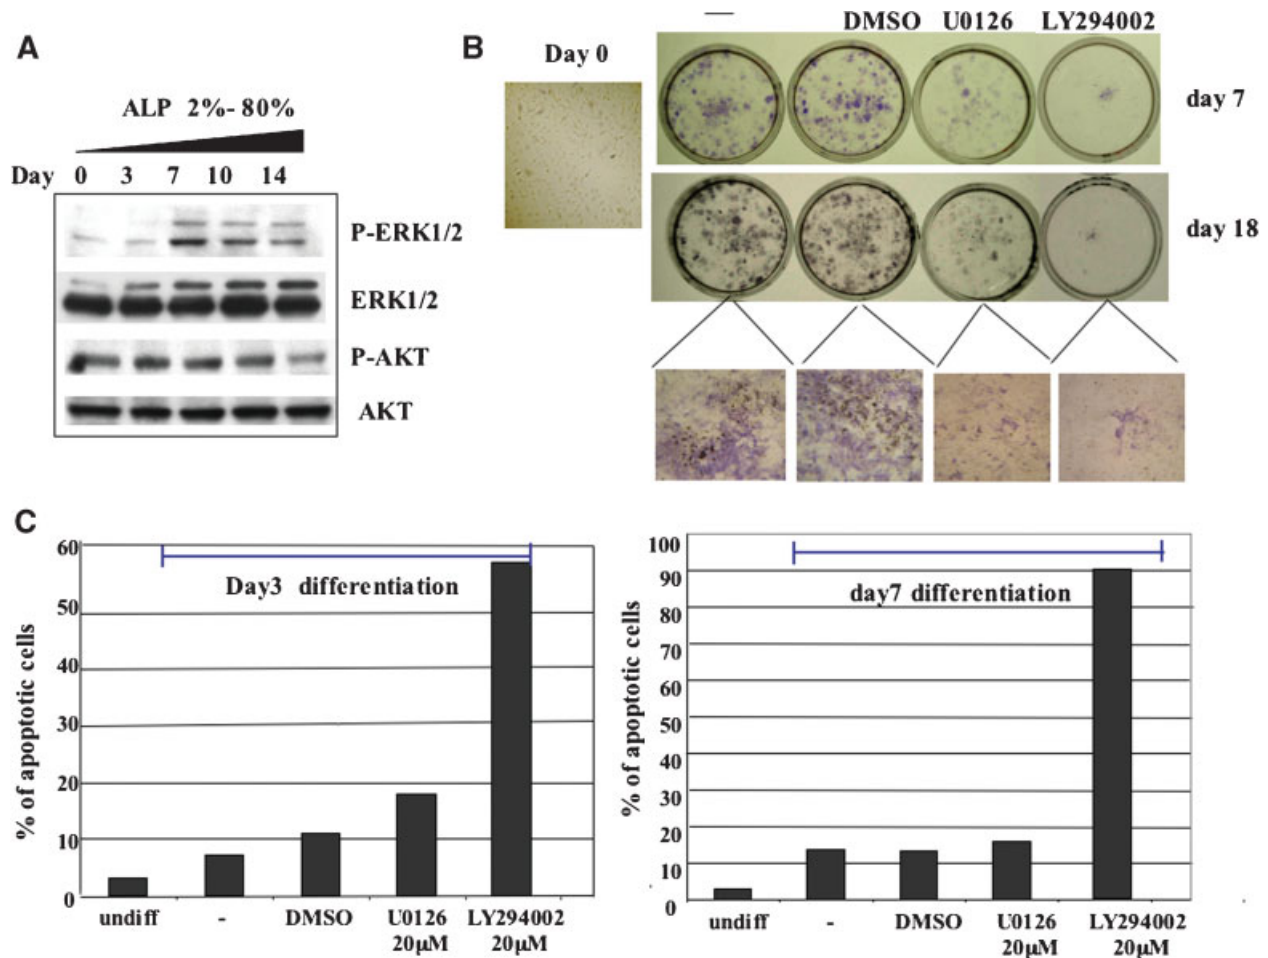 A
ALP 2%-80%
Day 0 3 7 10 14
P-ERK1/2
ERK1/2
P-AKT
AKT
B
Day 0
— DMSO U0126 LY294002
day 7
day 18
C
% of apoptotic cells
60
50
40
30
20
10
0
Day3 differentiation
undiff - DMSO U0126 LY294002
20µM 20µM
% of apoptotic cells
100
90
80
70
60
50
40
30
20
10
0
day7 differentiation
undiff - DMSO U0126 LY294002
20µM 20µM